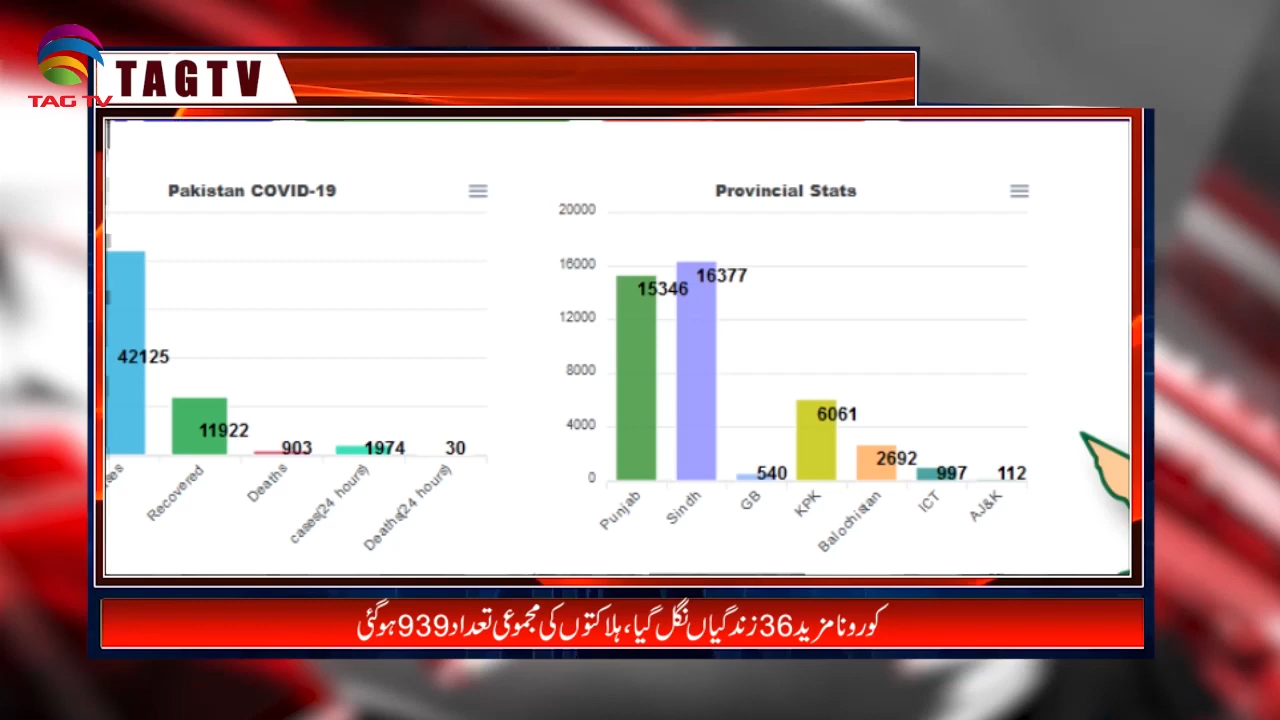 TAG TV
TAGTV
Pakistan COVID-19
42125
11922
903
1974
30
Recovered
Deaths
cases(24 hours)
Deaths(24 hours)
Provincial Stats
20000
16000
12000
8000
4000
0
15346
16377
540
6061
2692
997
112
Punjab
Sindh
GB
KPK
Balochistan
ICT
AJ&K
کورونا مزید 36 زندگیاں نگل گیا، ہلاکتوں کی مجموعی تعداد 939 ہوگئی